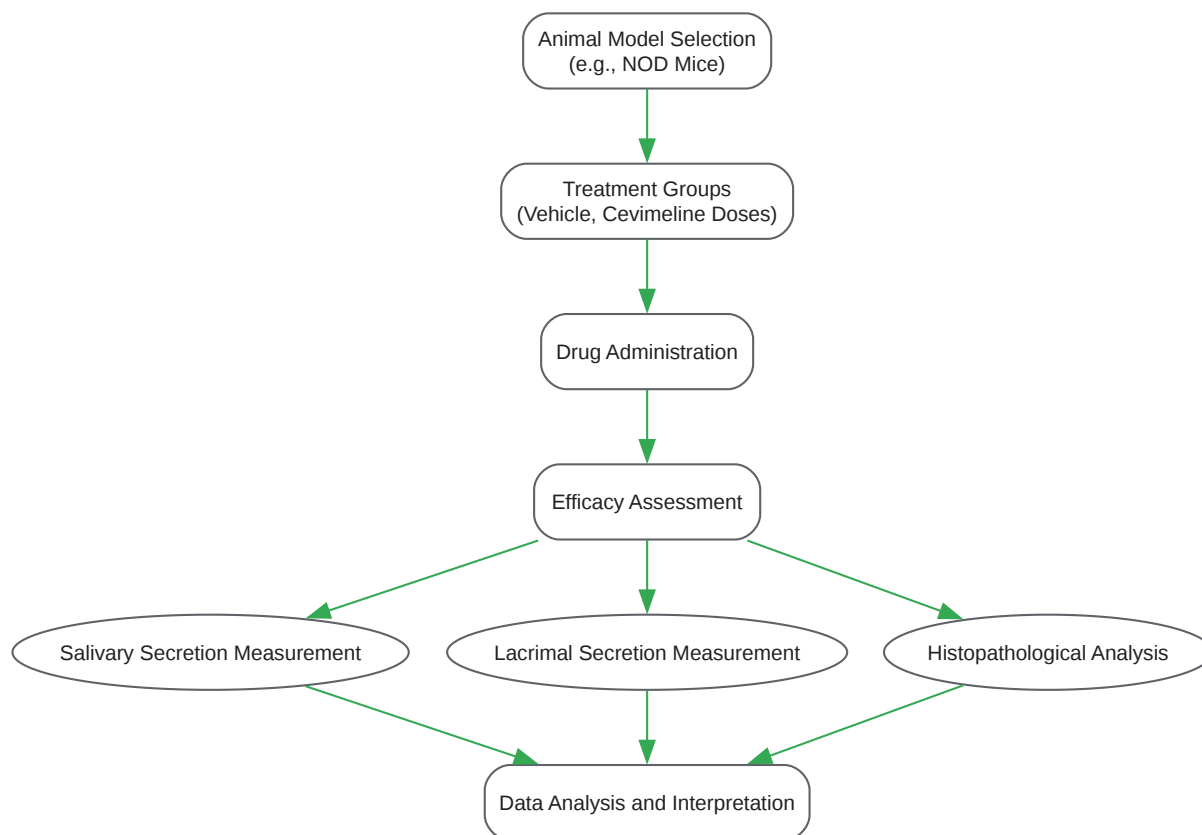 Animal Model Selection
(e.g., NOD Mice)
Treatment Groups
(Vehicle, Cevimeline Doses)
Drug Administration
Efficacy Assessment
Salivary Secretion Measurement
Lacrimal Secretion Measurement
Histopathological Analysis
Data Analysis and Interpretation